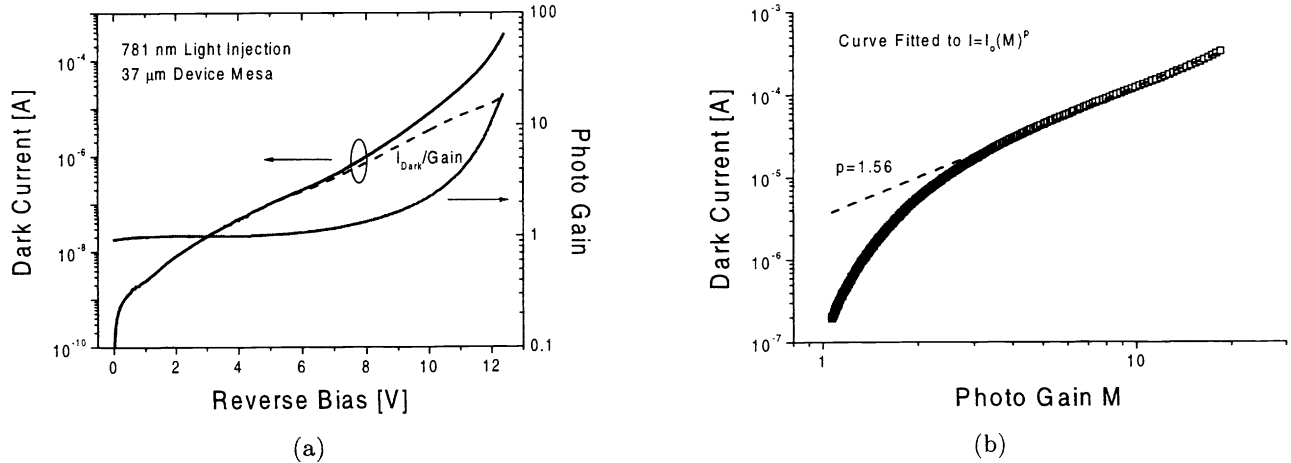 781 nm Light Injection
37 μm Device Mesa
Dark Current [A]
10⁻⁴
10⁻⁶
10⁻⁸
10⁻¹⁰
I_Dark/Gain
100
10
1
0.1
Photo Gain
0 2 4 6 8 10 12
Reverse Bias [V]
(a)
Curve Fitted to I=I_o(M)^P
Dark Current [A]
10⁻³
10⁻⁴
10⁻⁵
10⁻⁶
10⁻⁷
p=1.56
1 10
Photo Gain M
(b)